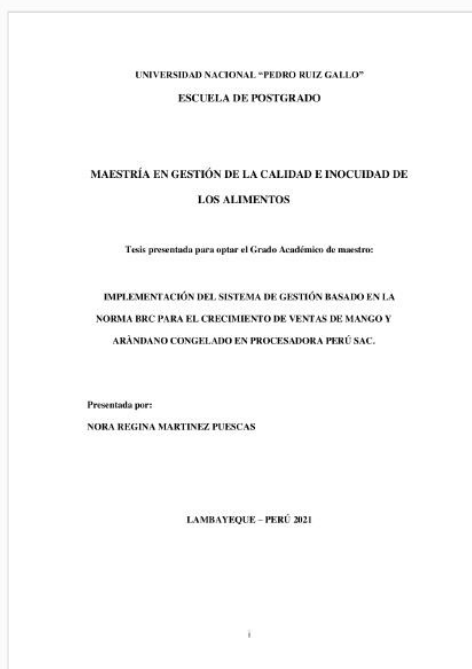 UNIVERSIDAD NACIONAL “PEDRO RUIZ GALLO”
ESCUELA DE POSTGRADO
MAESTRÍA EN GESTIÓN DE LA CALIDAD E INOCUIDAD DE
LOS ALIMENTOS
Tesis presentada para optar el Grado Académico de maestro:
IMPLEMENTACIÓN DEL SISTEMA DE GESTIÓN BASADO EN LA
NORMA BRC PARA EL CRECIMIENTO DE VENTAS DE MANGO Y
ARÀNDANO CONGELADO EN PROCESADORA PERÚ SAC.
Presentada por:
NORA REGINA MARTINEZ PUESCAS
LAMBAYEQUE – PERÚ 2021
i